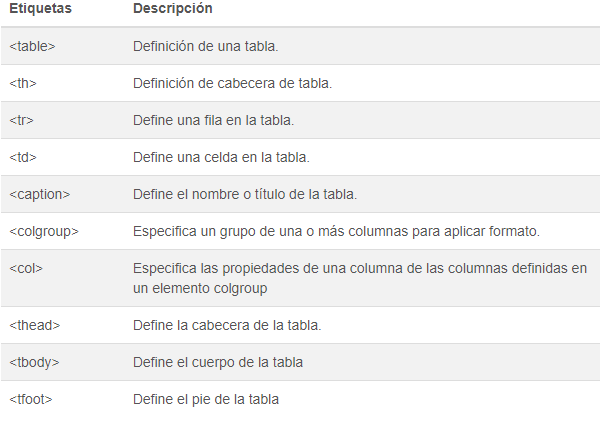 Etiquetas Descripción
<table> Definición de una tabla.
<th> Definición de cabecera de tabla.
<tr> Define una fila en la tabla.
<td> Define una celda en la tabla.
<caption> Define el nombre o título de la tabla.
<colgroup> Especifica un grupo de una o más columnas para aplicar formato.
<col> Especifica las propiedades de una columna de las columnas definidas en
un elemento colgroup
<thead> Define la cabecera de la tabla.
<tbody> Define el cuerpo de la tabla
<tfoot> Define el pie de la tabla